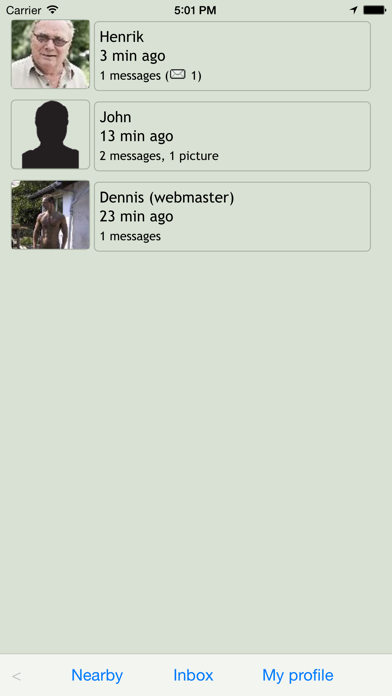 Carrier 5:01 PM
Henrik
3 min ago
1 messages ( 1)
John
13 min ago
2 messages, 1 picture
Dennis (webmaster)
23 min ago
1 messages
< Nearby Inbox My profile